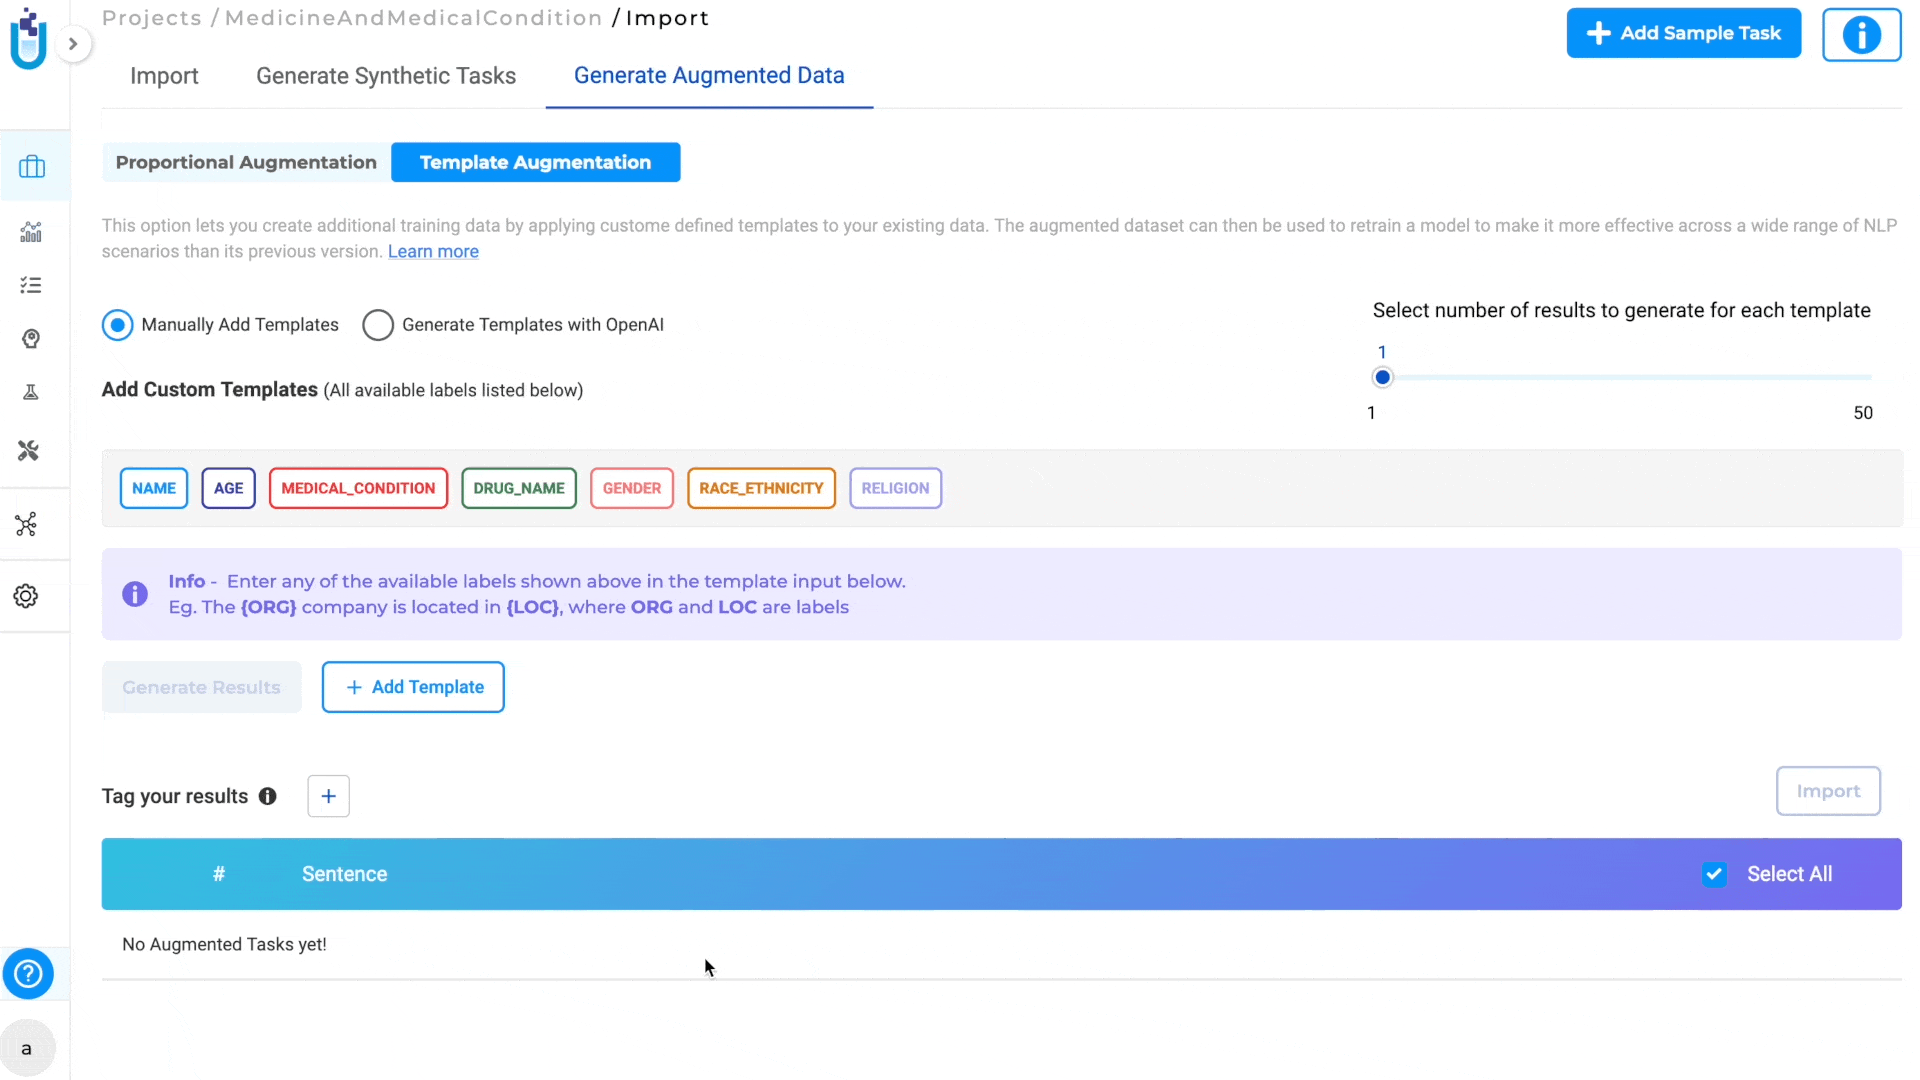 Projects / MedicineAndMedicalCondition / Import
Add Sample Task
Import
Generate Synthetic Tasks
Generate Augmented Data
Proportional Augmentation
Template Augmentation
This option lets you create additional training data by applying custome defined templates to your existing data. The augmented dataset can then be used to retrain a model to make it more effective across a wide range of NLP
scenarios than its previous version. Learn more
Manually Add Templates
Generate Templates with OpenAI
Select number of results to generate for each template
1
1
50
Add Custom Templates (All available labels listed below)
NAME
AGE
MEDICAL_CONDITION
DRUG_NAME
GENDER
RACE_ETHNICITY
RELIGION
Info - Enter any of the available labels shown above in the template input below.
Eg. The {ORG} company is located in {LOC}, where ORG and LOC are labels
Generate Results
+ Add Template
Tag your results
+
Import
# Sentence
Select All
No Augmented Tasks yet!
a